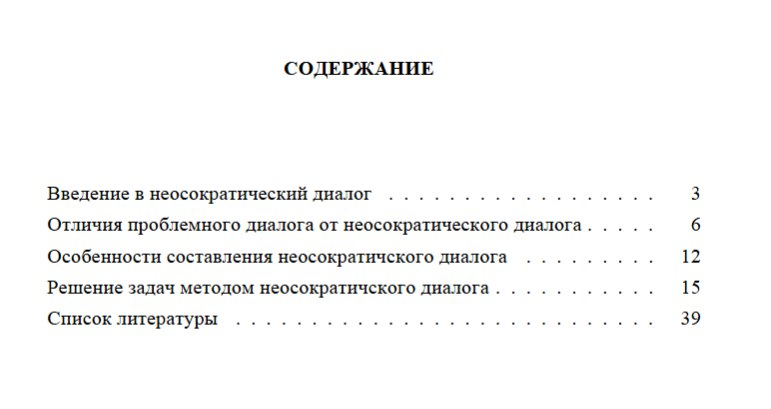 СОДЕРЖАНИЕ
Введение в неосократический диалог . . . . . . . . . . . . . . . . . . 3
Отличия проблемного диалога от неосократического диалога . . . . . 6
Особенности составления неосократичского диалога . . . . . . . . . 12
Решение задач методом неосократичского диалога . . . . . . . . . . . 15
Список литературы . . . . . . . . . . . . . . . . . . . . . . . . . . . . 39